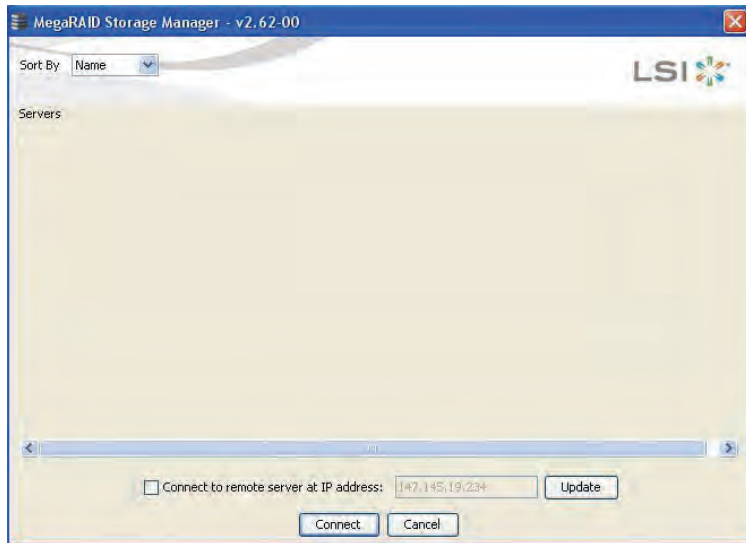 MegaRAID Storage Manager - v2.62-00
Sort By Name
LSI
Servers
Connect to remote server at IP address: 147.145.19.234 Update
Connect Cancel